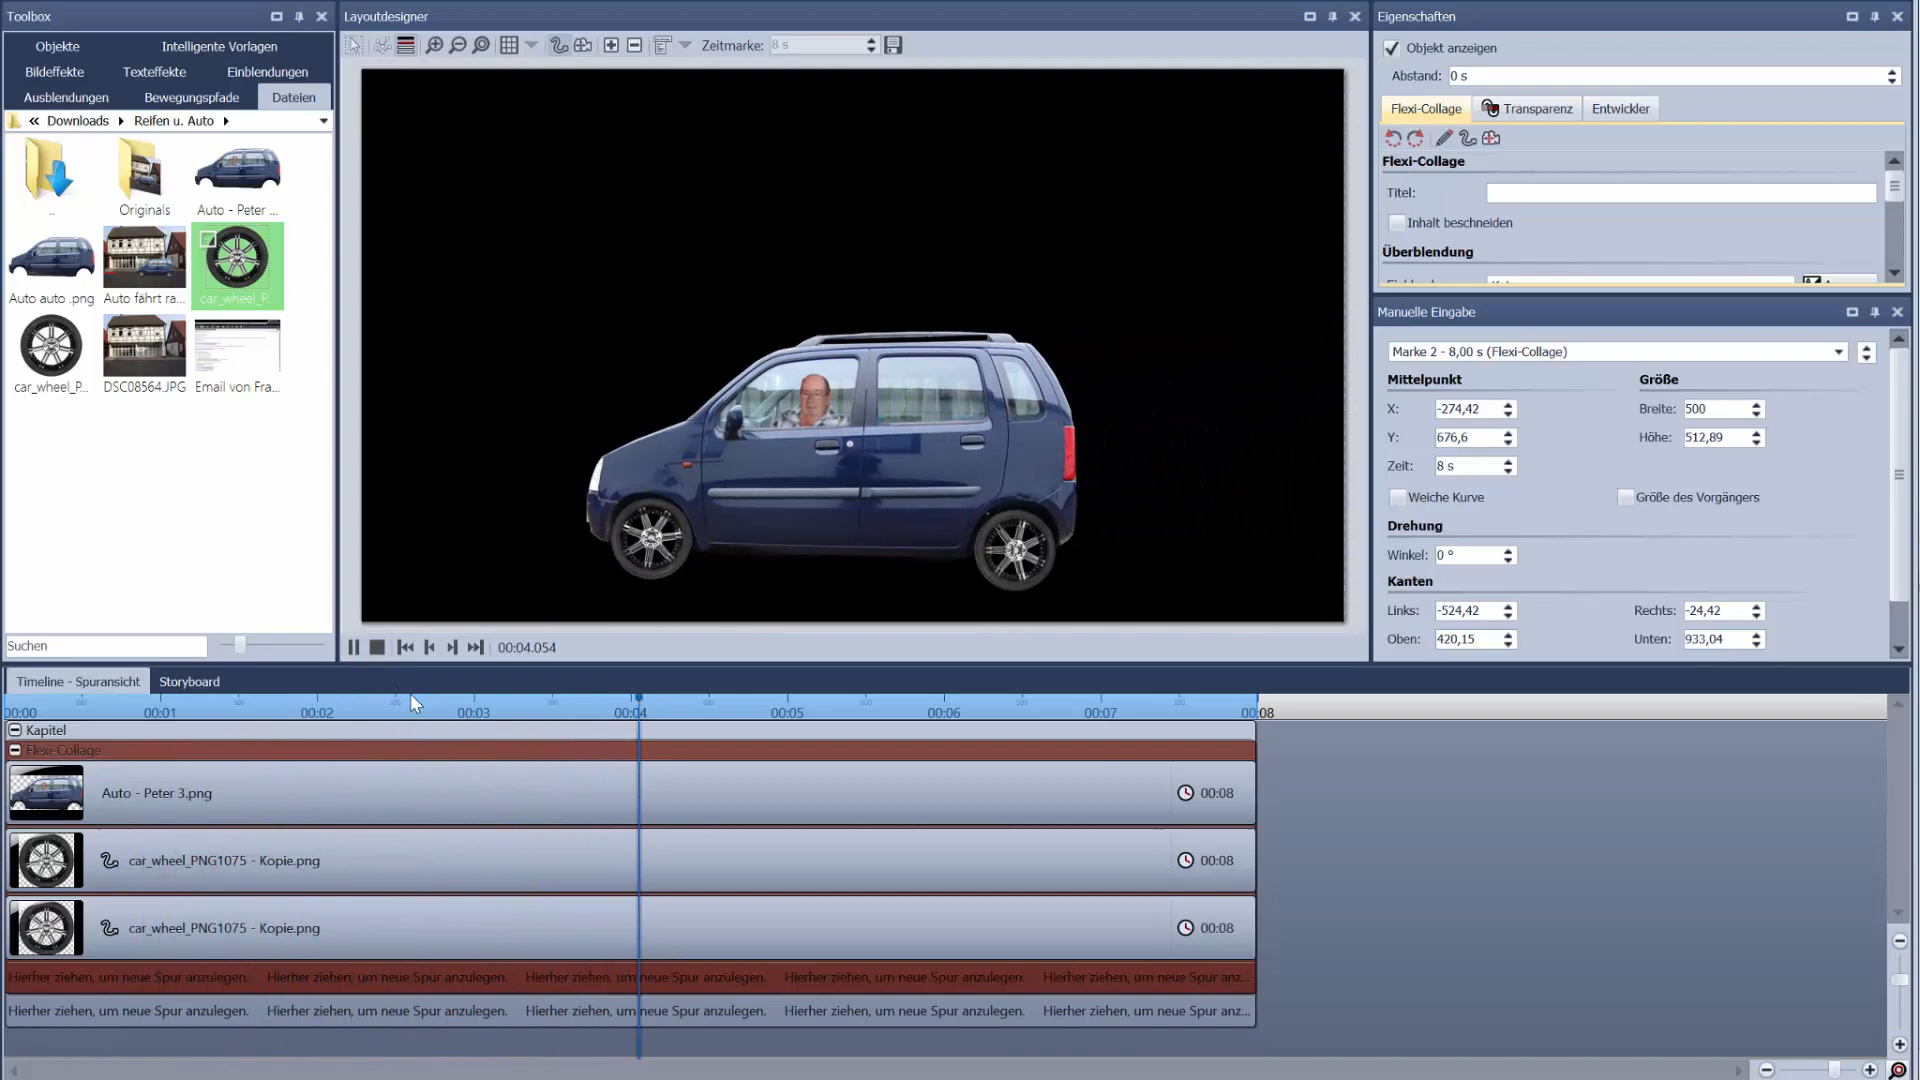 Toolbox
Objekte
Intelligente Vorlagen
Bildeffekte
Texteffekte
Einblendungen
Ausblendungen
Bewegungspfade
Dateien
Downloads
Reifen u. Auto
..
Originals
Auto - Peter ...
Auto auto .png
Auto fährt ra...
car_wheel_P.
car_wheel_P...
DSC08564.JPG
Email von Fra...
Suchen
Layoutdesigner
Zeitmarke: 8 s
00:04.054
Eigenschaften
Objekt anzeigen
Abstand: 0 s
Flexi-Collage
Transparenz
Entwickler
Flexi-Collage
Titel:
Inhalt beschneiden
Überblendung
Manuelle Eingabe
Marke 2 - 8,00 s (Flexi-Collage)
Mittelpunkt
Größe
X: -274,42
Breite: 500
Y: 676,6
Höhe: 512,89
Zeit: 8 s
Weiche Kurve
Größe des Vorgängers
Drehung
Winkel: 0 °
Kanten
Links: -524,42
Rechts: -24,42
Oben: 420,15
Unten: 933,04
Timeline - Spuransicht
Storyboard
00:00 00:01 00:02 00:03 00:04 00:05 00:06 00:07 00:08
Kapitel
Flexi-Collage
Auto - Peter 3.png
00:08
car_wheel_PNG1075 - Kopie.png
00:08
car_wheel_PNG1075 - Kopie.png
00:08
Hierher ziehen, um neue Spur anzulegen. Hierher ziehen, um neue Spur anzulegen. Hierher ziehen, um neue Spur anzulegen. Hierher ziehen, um neue Spur anzulegen. Hierher ziehen, um neue Spur anz...
Hierher ziehen, um neue Spur anzulegen. Hierher ziehen, um neue Spur anzulegen. Hierher ziehen, um neue Spur anzulegen. Hierher ziehen, um neue Spur anzulegen. Hierher ziehen, um neue Spur anz...